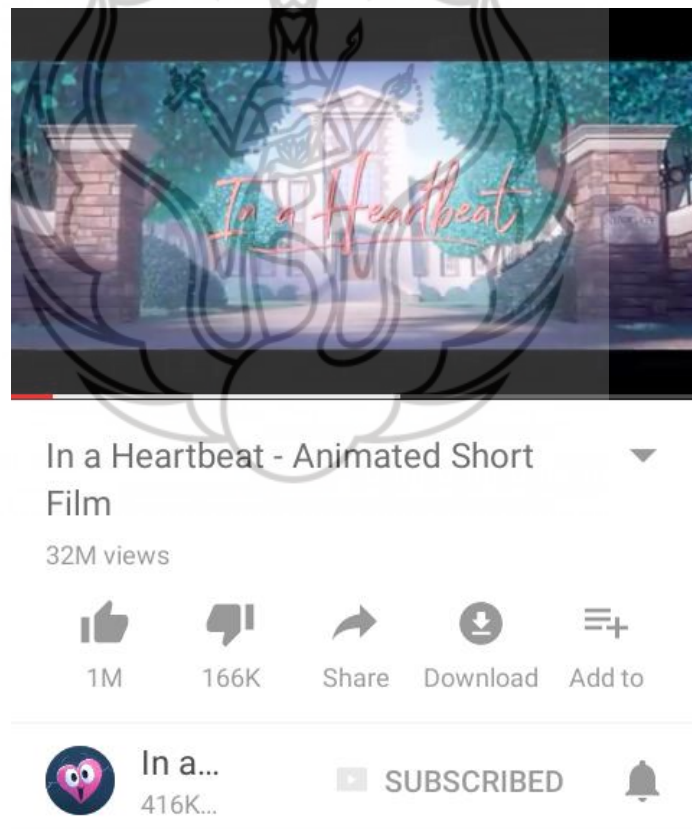 In a Heartbeat
In a Heartbeat - Animated Short
Film
32M views
1M 166K Share Download Add to
In a...
416K...
SUBSCRIBED